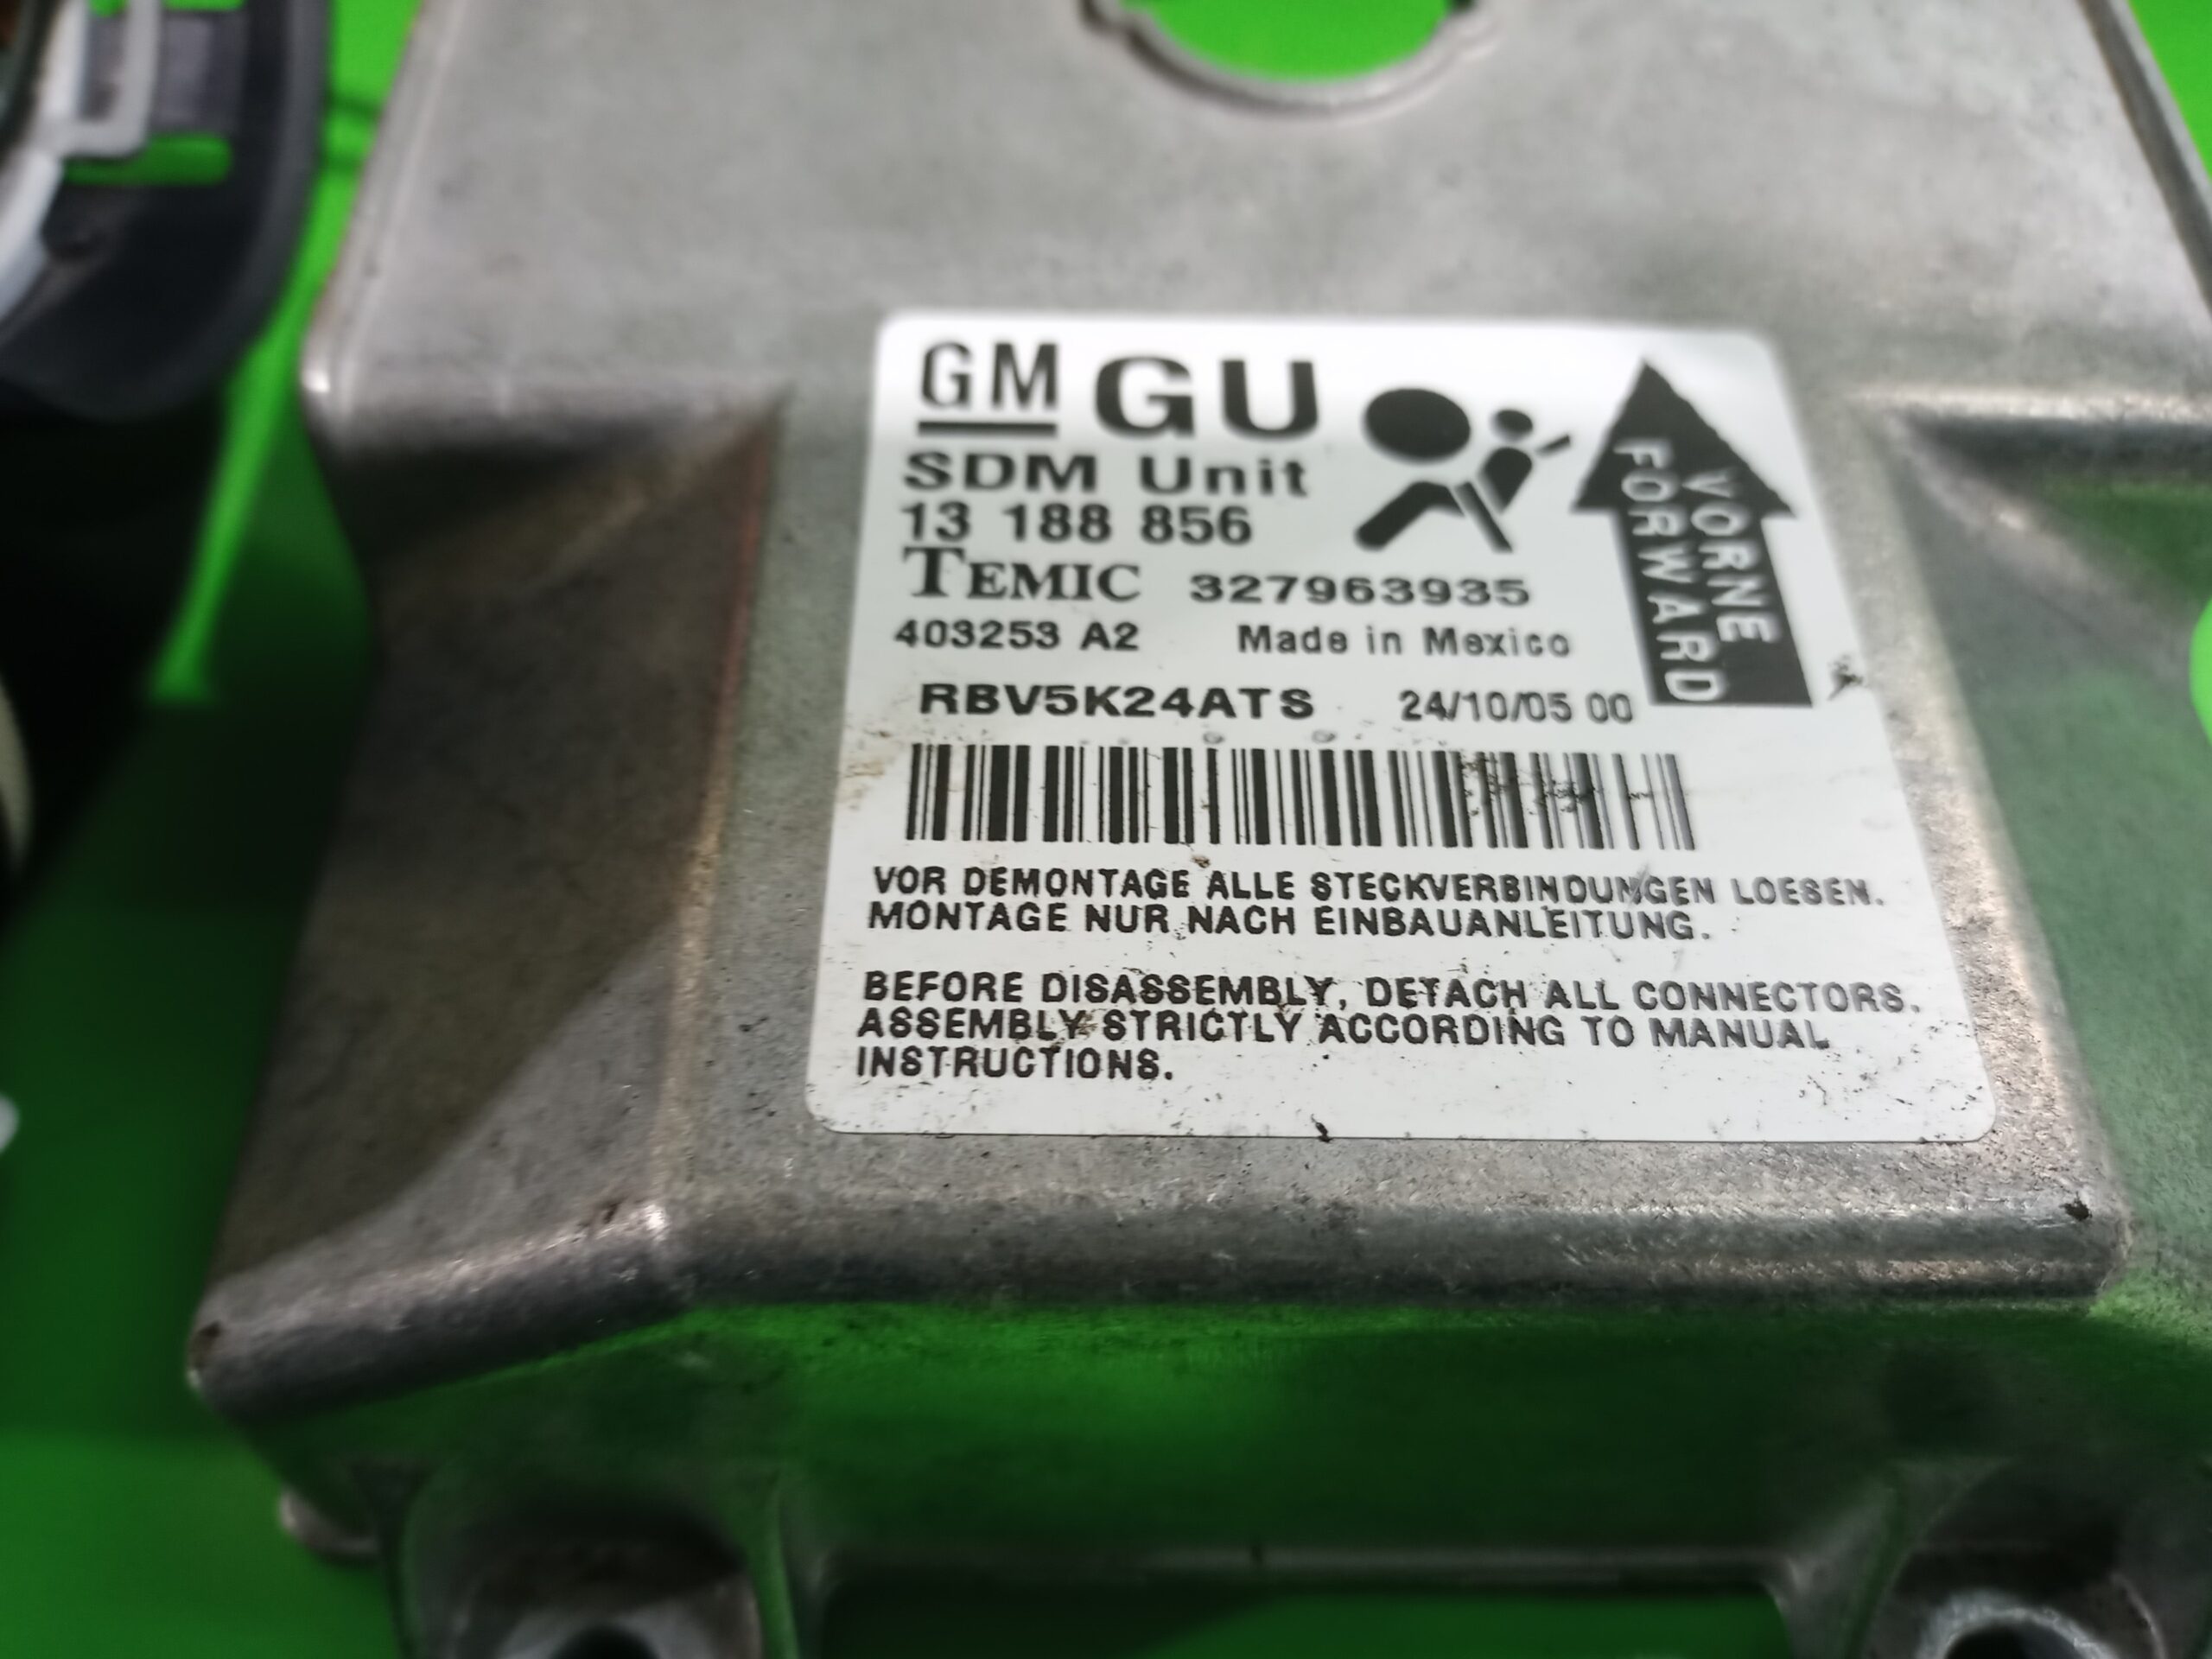 GM GU
SDM Unit
13 188 856
TEMIC 327963935
403253 A2 Made in Mexico
RBV5K24ATS 24/10/05 00
VORNE
FORWARD
VOR DEMONTAGE ALLE STECKVERBINDUNGEN LOESEN.
MONTAGE NUR NACH EINBAUANLEITUNG.
BEFORE DISASSEMBLY, DETACH ALL CONNECTORS.
ASSEMBLY STRICTLY ACCORDING TO MANUAL
INSTRUCTIONS.